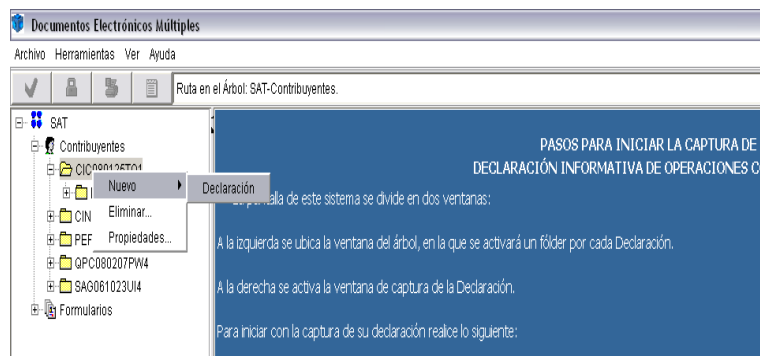 Documentos Electrónicos Múltiples
Archivo Herramientas Ver Ayuda
Ruta en el Árbol: SAT-Contribuyentes.
SAT
Contribuyentes
CIC080125TQ1
Nuevo
Declaración
Eliminar...
Propiedades...
CIN
PEF
QPC080207PW4
SAG061023UI4
Formularios
PASOS PARA INICIAR LA CAPTURA DE
DECLARACIÓN INFORMATIVA DE OPERACIONES C
de este sistema se divide en dos ventanas:
A la izquierda se ubica la ventana del árbol, en la que se activará un fólder por cada Declaración.
A la derecha se activa la ventana de captura de la Declaración.
Para iniciar con la captura de su declaración realice lo siguiente: